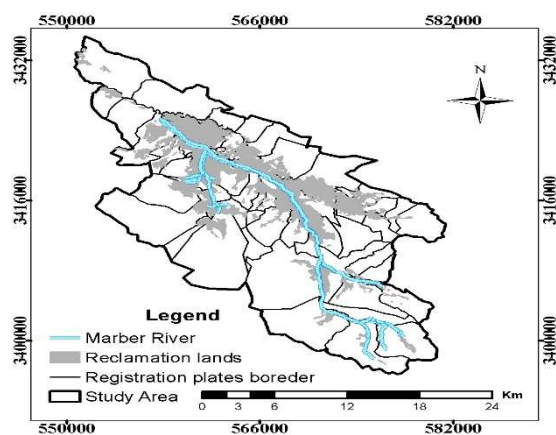 550000 566000 582000
3432000 3432000
N
3416000 3416000
Legend
Marber River
3400000 Reclamation lands 3400000
Registration plates boreder
Study Area
0 3 6 12 18 24 Km
550000 566000 582000